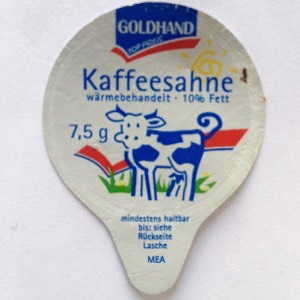 GOLDHAND
TOP PREIS
Kaffeesahne
wärmebehandelt · 10% Fett
7,5 g
mindestens haltbar
bis: siehe
Rückseite
Lasche
MEA